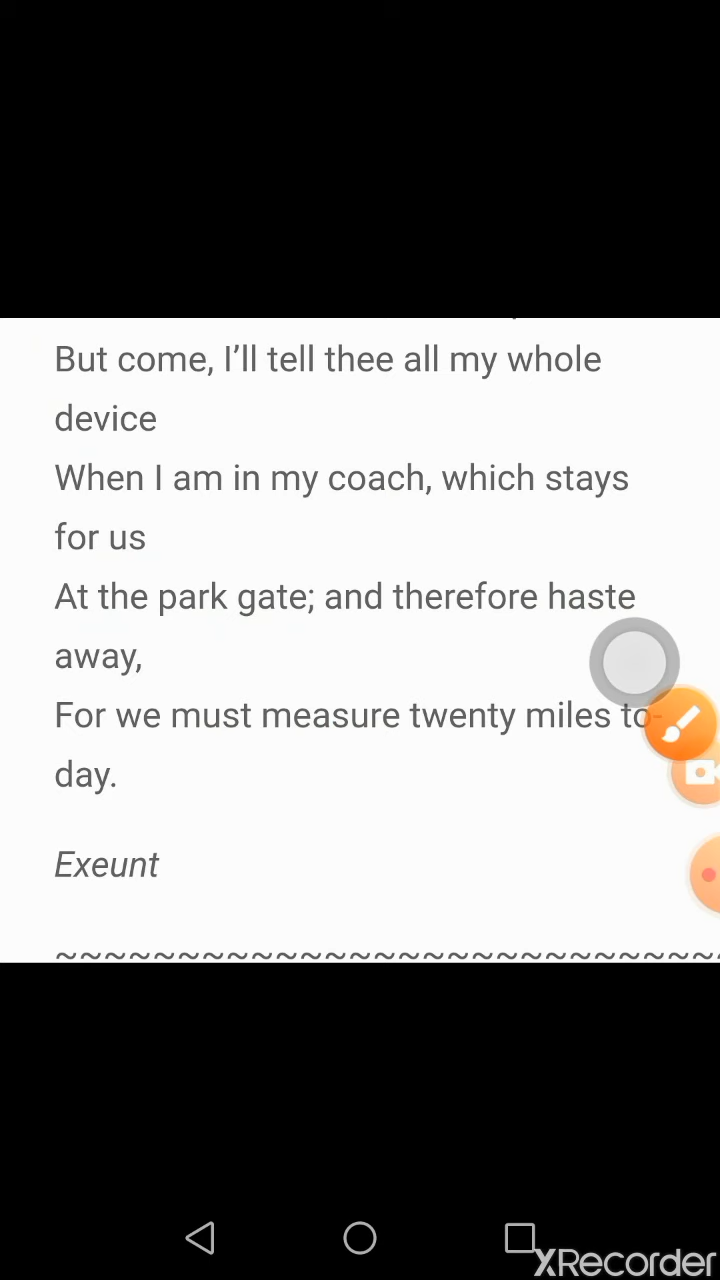 But come, I’ll tell thee all my whole
device
When I am in my coach, which stays
for us
At the park gate; and therefore haste
away,
For we must measure twenty miles to-
day.
Exeunt
~~~~~~~~~~~~~~~~~~~~~~~~~~~~
XRecorder